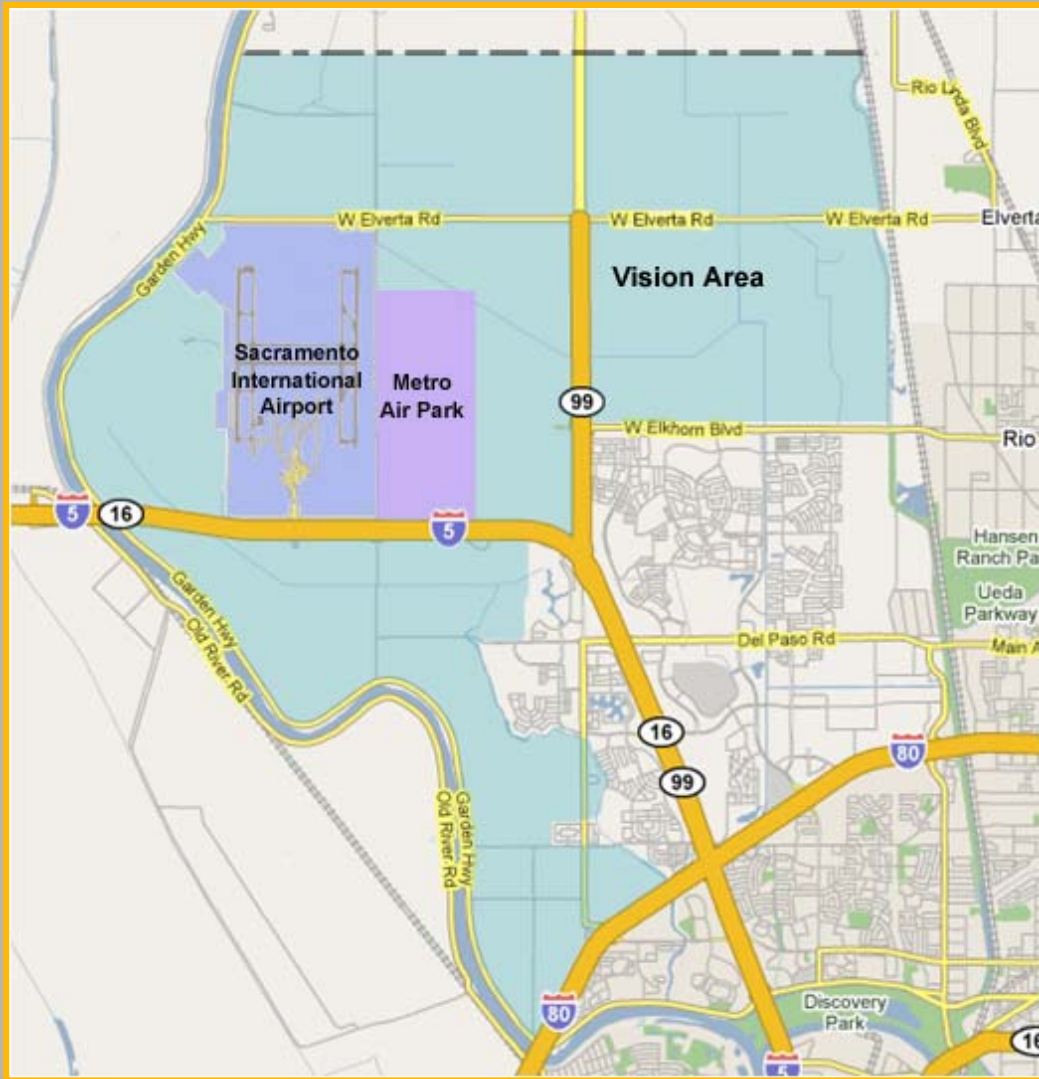 Rio Linda Blvd
W Elverta Rd
W Elverta Rd
W Elverta Rd
Elverta
Garden Hwy
Vision Area
Sacramento
International
Airport
Metro
Air Park
99
W Elkhorn Blvd
Rio
5
16
5
Hansen
Ranch Pa
Ueda
Parkway
Garden Hwy
Old River Rd
Del Paso Rd
Main A
16
80
99
Garden Hwy
Old River Rd
80
Discovery
Park
16
5